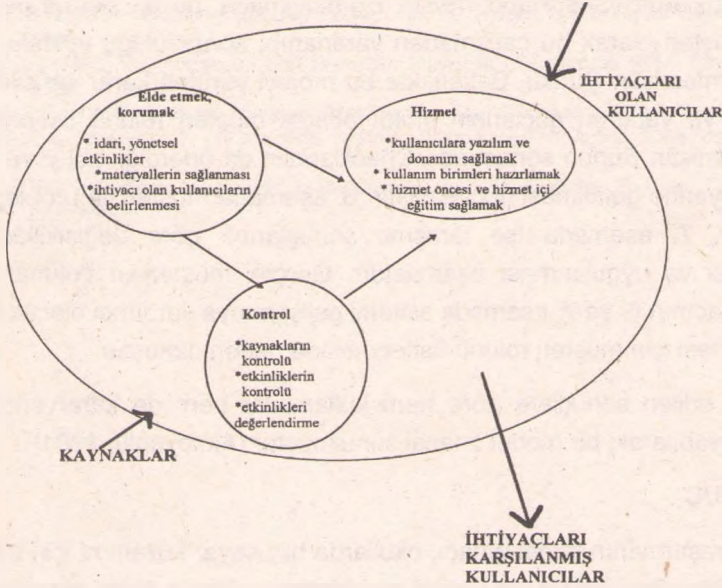 İHTİYAÇLARI
OLAN
KULLANICILAR
Elde etmek,
korumak
* idari, yönetsel
etkinlikler
*materyallerin sağlanması
*ihtiyacı olan kullanıcıların
belirlenmesi
Hizmet
*kullanıcılara yazılım ve
donanım sağlamak
* kullanım birimleri hazırlamak
* hizmet öncesi ve hizmet içi
eğitim sağlamak
Kontrol
*kaynakların
kontrolü
*etkinliklerin
kontrolü
*etkinlikleri
değerlendirme
KAYNAKLAR
İHTİYAÇLARI
KARŞILANMIŞ
KULLANICILAR